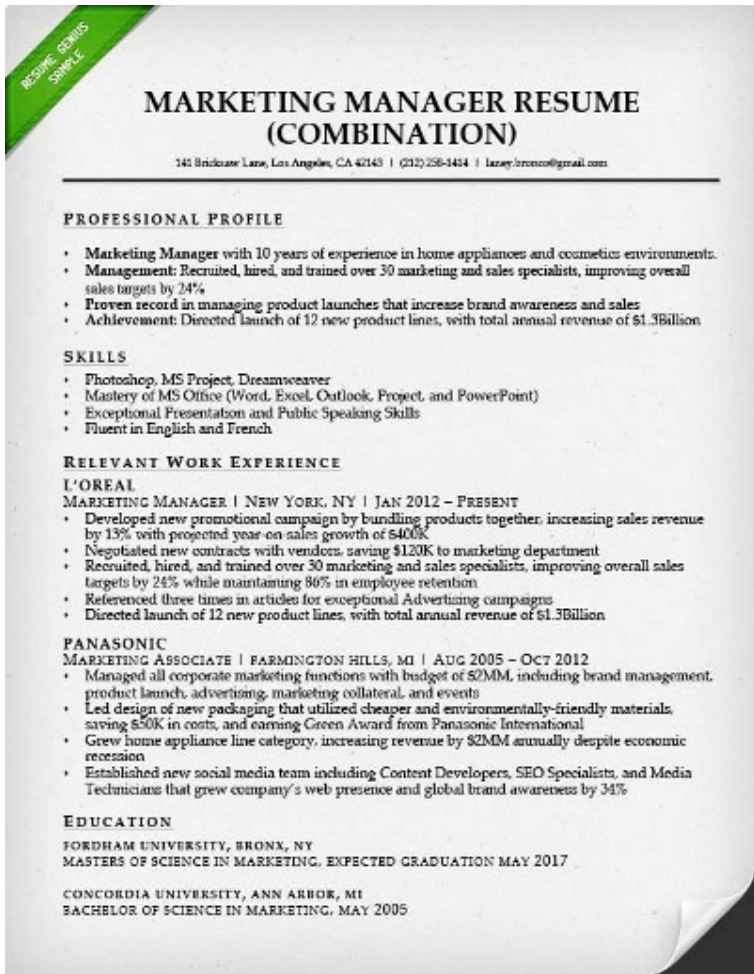 RESUME GENIUS
SAMPLE
MARKETING MANAGER RESUME
(COMBINATION)
141 Bricksaw Lane, Los Angeles, CA 42143 | (212) 258-1414 | laney.bronco@gmail.com
PROFESSIONAL PROFILE
• Marketing Manager with 10 years of experience in home appliances and cosmetics environments.
• Management: Recruited, hired, and trained over 30 marketing and sales specialists, improving overall
sales targets by 24%
• Proven record in managing product launches that increase brand awareness and sales
• Achievement: Directed launch of 12 new product lines, with total annual revenue of $1.3Billion
SKILLS
• Photoshop, MS Project, Dreamweaver
• Mastery of MS Office (Word, Excel, Outlook, Project, and PowerPoint)
• Exceptional Presentation and Public Speaking Skills
• Fluent in English and French
RELEVANT WORK EXPERIENCE
L'OREAL
MARKETING MANAGER | NEW YORK, NY | JAN 2012 – PRESENT
• Developed new promotional campaign by bundling products together, increasing sales revenue
by 13% with projected year-on-sales growth of $400K
• Negotiated new contracts with vendors, saving $120K to marketing department
• Recruited, hired, and trained over 30 marketing and sales specialists, improving overall sales
targets by 24% while maintaining 86% in employee retention
• Referenced three times in articles for exceptional Advertising campaigns
• Directed launch of 12 new product lines, with total annual revenue of $1.3Billion
PANASONIC
MARKETING ASSOCIATE | FARMINGTON HILLS, MI | AUG 2005 – OCT 2012
• Managed all corporate marketing functions with budget of $2MM, including brand management,
product launch, advertising, marketing collateral, and events
• Led design of new packaging that utilized cheaper and environmentally-friendly materials,
saving $50K in costs, and earning Green Award from Panasonic International
• Grew home appliance line category, increasing revenue by $2MM annually despite economic
recession
• Established new social media team including Content Developers, SEO Specialists, and Media
Technicians that grew company's web presence and global brand awareness by 34%
EDUCATION
FORDHAM UNIVERSITY, BRONX, NY
MASTERS OF SCIENCE IN MARKETING, EXPECTED GRADUATION MAY 2017
CONCORDIA UNIVERSITY, ANN ARBOR, MI
BACHELOR OF SCIENCE IN MARKETING, MAY 2005